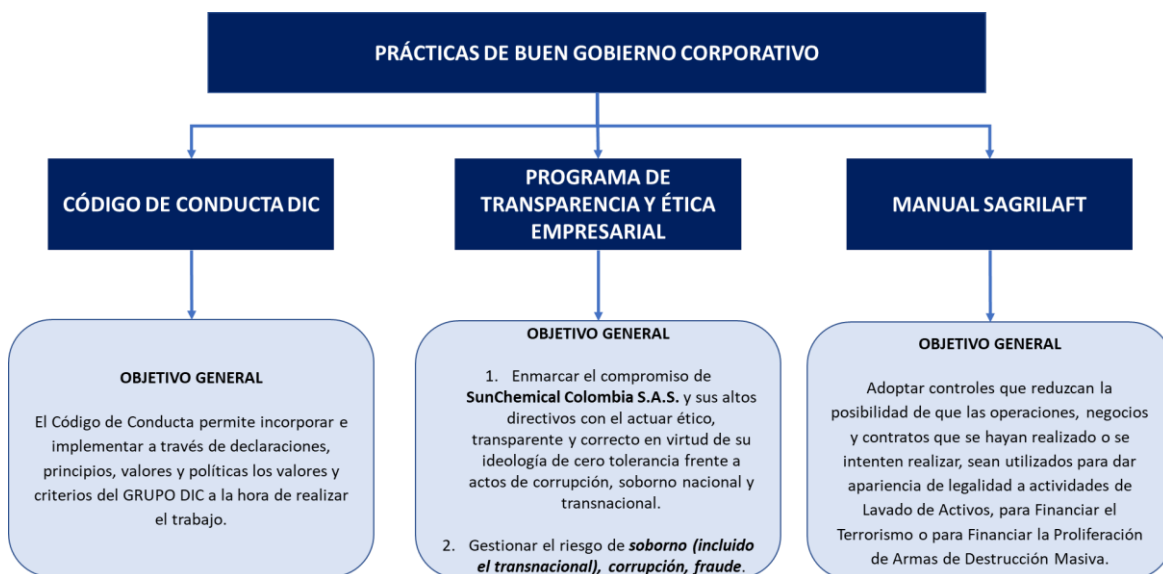 PRÁCTICAS DE BUEN GOBIERNO CORPORATIVO
CÓDIGO DE CONDUCTA DIC
PROGRAMA DE
TRANSPARENCIA Y ÉTICA
EMPRESARIAL
MANUAL SAGRILAFT
OBJETIVO GENERAL
El Código de Conducta permite incorporar e
implementar a través de declaraciones,
principios, valores y políticas los valores y
criterios del GRUPO DIC a la hora de realizar
el trabajo.
OBJETIVO GENERAL
1. Enmarcar el compromiso de
SunChemical Colombia S.A.S. y sus altos
directivos con el actuar ético,
transparente y correcto en virtud de su
ideología de cero tolerancia frente a
actos de corrupción, soborno nacional y
transnacional.
2. Gestionar el riesgo de soborno (incluido
el transnacional), corrupción, fraude.
OBJETIVO GENERAL
Adoptar controles que reduzcan la
posibilidad de que las operaciones, negocios
y contratos que se hayan realizado o se
intenten realizar, sean utilizados para dar
apariencia de legalidad a actividades de
Lavado de Activos, para Financiar el
Terrorismo o para Financiar la Proliferación
de Armas de Destrucción Masiva.